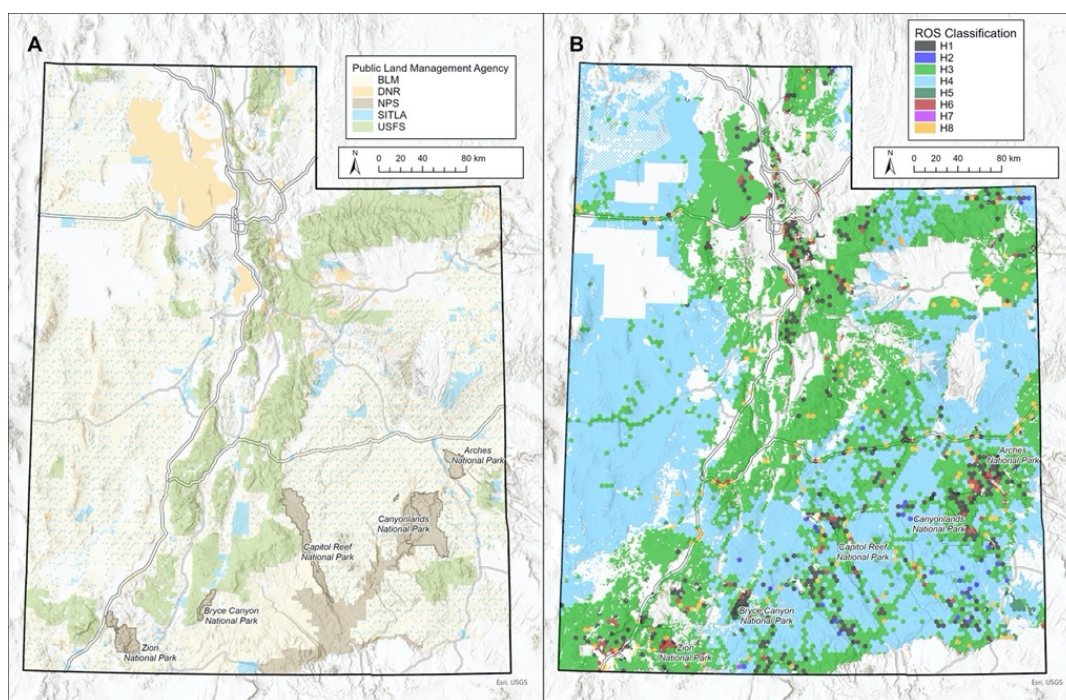 A
Public Land Management Agency
BLM
DNR
NPS
SITLA
USFS
N
0 20 40 80 km
Arches
National Park
Canyonlands
National Park
Capitol Reef
National Park
Bryce Canyon
National Park
Zion
National Park
Esri, USGS
B
ROS Classification
H1
H2
H3
H4
H5
H6
H7
H8
N
0 20 40 80 km
Arches
National Park
Canyonlands
National Park
Capitol Reef
National Park
Bryce Canyon
National Park
Zion
National Park
Esri, USGS